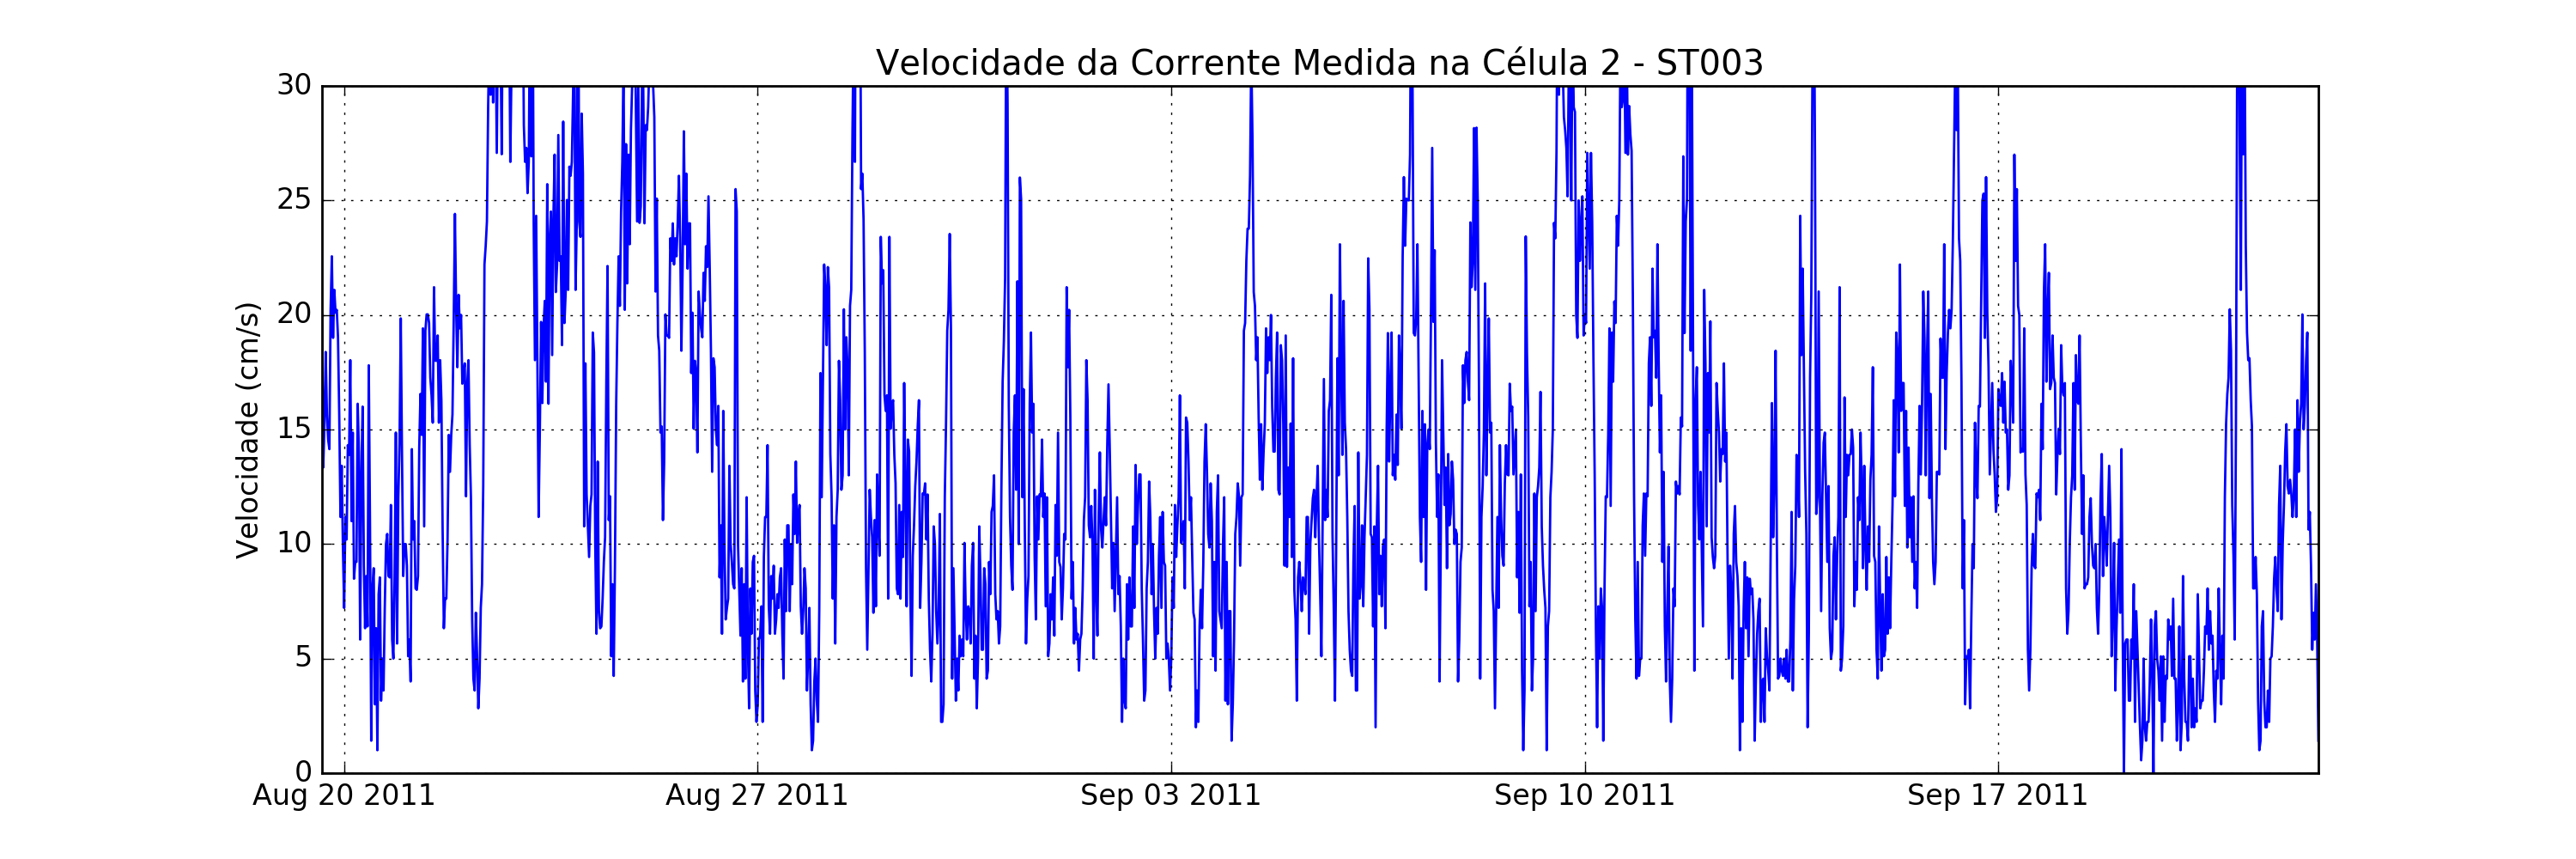 Velocidade da Corrente Medida na Célula 2 - ST003
Velocidade (cm/s)
30
25
20
15
10
5
0
Aug 20 2011
Aug 27 2011
Sep 03 2011
Sep 10 2011
Sep 17 2011